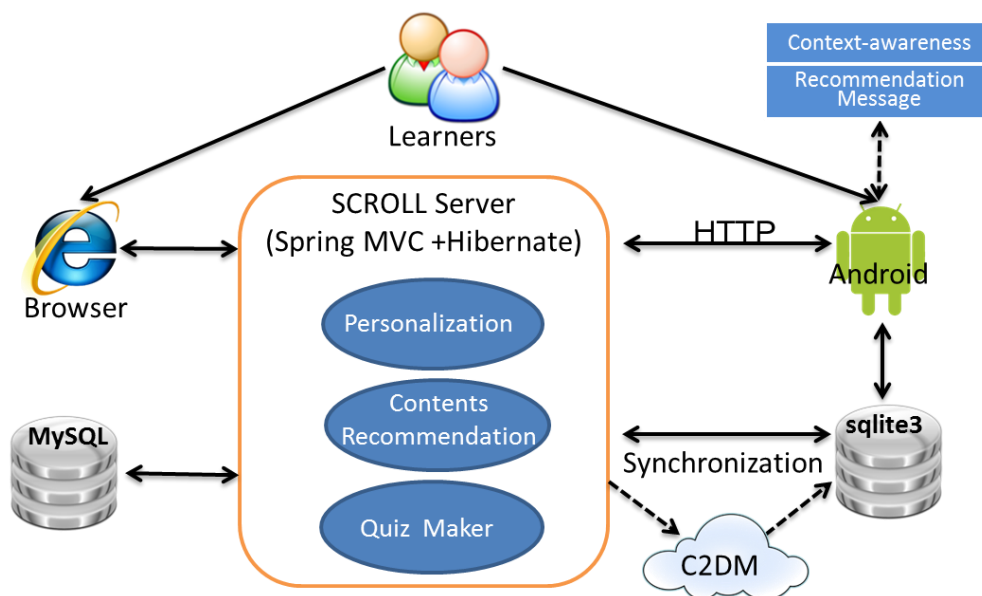 Learners
Context-awareness
Recommendation
Message
SCROLL Server
(Spring MVC +Hibernate)
HTTP
Browser
Android
Personalization
Contents
Recommendation
Quiz Maker
MySQL
sqlite3
Synchronization
C2DM